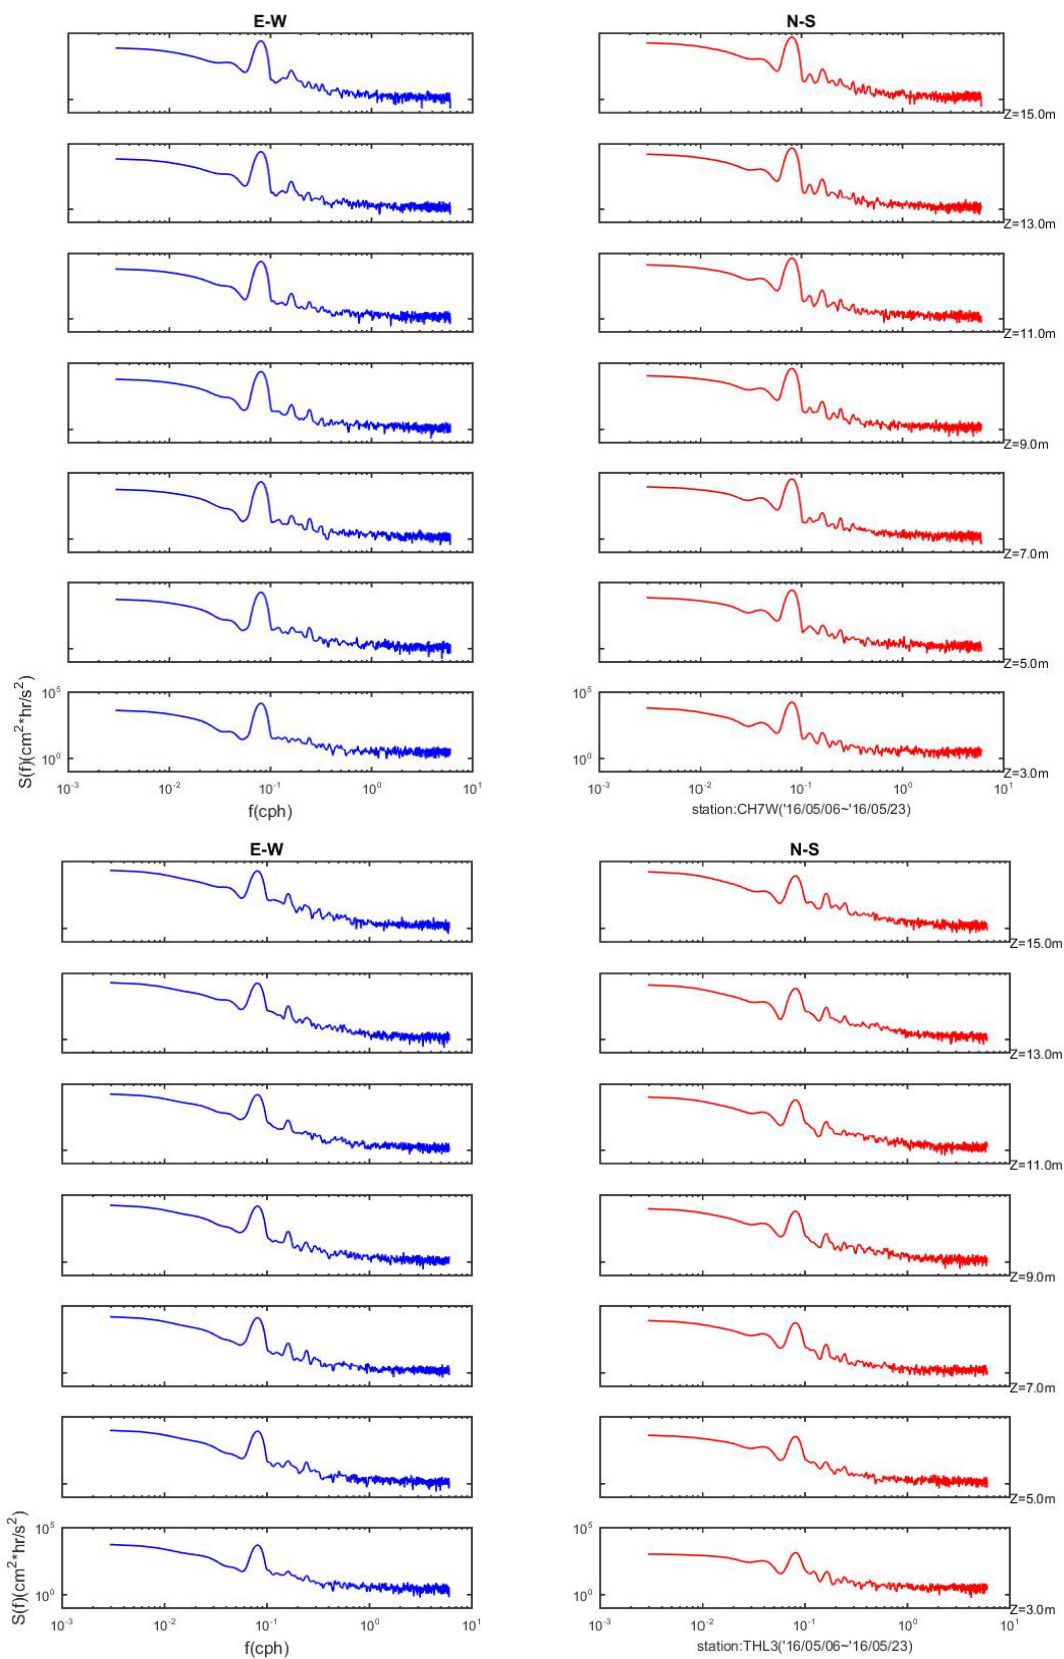 E-W
N-S
Z=15.0m
Z=13.0m
Z=11.0m
Z=9.0m
Z=7.0m
Z=5.0m
S(f)(cm²*hr/s²)
10⁵
10⁰
10⁵
10⁰
Z=3.0m
10⁻³
10⁻²
10⁻¹
10⁰
10¹
10⁻³
10⁻²
10⁻¹
10⁰
10¹
f(cph)
station:CH7W('16/05/06~'16/05/23)
E-W
N-S
Z=15.0m
Z=13.0m
Z=11.0m
Z=9.0m
Z=7.0m
Z=5.0m
S(f)(cm²*hr/s²)
10⁵
10⁰
10⁵
10⁰
Z=3.0m
10⁻³
10⁻²
10⁻¹
10⁰
10¹
10⁻³
10⁻²
10⁻¹
10⁰
10¹
f(cph)
station:THL3('16/05/06~'16/05/23)